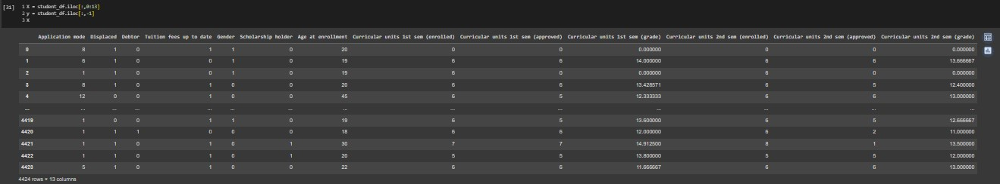 [31] 1 X = student_df.iloc[:,0:13]
2 y = student_df.iloc[:,-1]
3 X
Application mode Displaced Debtor Tuition fees up to date Gender Scholarship holder Age at enrollment Curricular units 1st sem (enrolled) Curricular units 1st sem (approved) Curricular units 1st sem (grade) Curricular units 2nd sem (enrolled) Curricular units 2nd sem (approved) Curricular units 2nd sem (grade)
0 8 1 0 1 1 0 20 0 0 0.000000 0 0 0.000000
1 6 1 0 0 1 0 19 6 6 14.000000 6 6 13.666667
2 1 1 0 0 1 0 19 6 0 0.000000 6 0 0.000000
3 8 1 0 1 0 0 20 6 6 13.428571 6 5 12.400000
4 12 0 0 1 0 0 45 6 5 12.333333 6 6 13.000000
... ... ... ... ... ... ... ... ... ... ... ... ... ...
4419 1 0 0 1 1 0 19 6 5 13.600000 6 5 12.666667
4420 1 1 1 0 0 0 18 6 6 12.000000 6 2 11.000000
4421 1 1 0 1 0 1 30 7 7 14.912500 8 1 13.500000
4422 1 1 0 1 0 1 20 5 5 13.800000 5 5 12.000000
4423 5 1 0 1 0 0 22 6 6 11.666667 6 6 13.000000
4424 rows × 13 columns